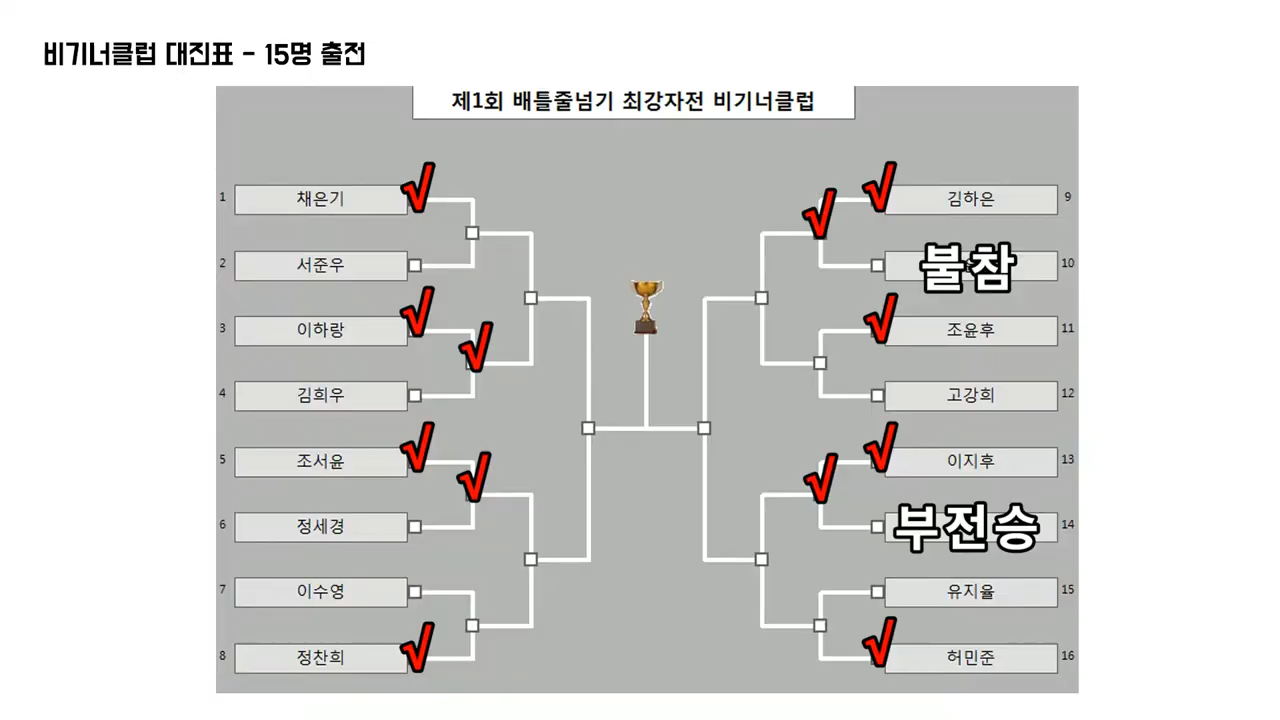 비기너클럽 대진표 - 15명 출전
제1회 배틀줄넘기 최강자전 비기너클럽
1 채은기
2 서준우
3 이하랑
4 김희우
5 조서윤
6 정세경
7 이수영
8 정찬희
김하은 9
불참 10
조윤후 11
고강희 12
이지후 13
부전승 14
유지율 15
허민준 16